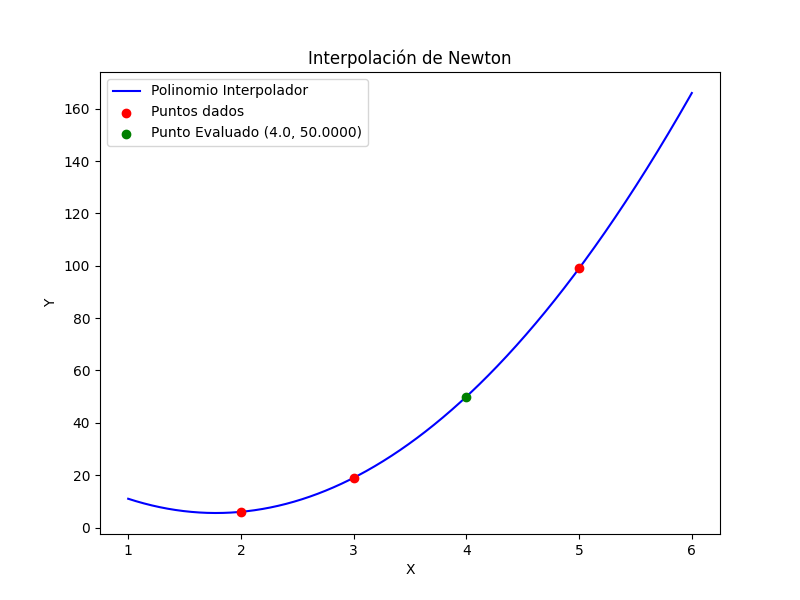 Interpolación de Newton
Polinomio Interpolador
Puntos dados
Punto Evaluado (4.0, 50.0000)
160
140
120
100
80
60
40
20
0
Y
1 2 3 4 5 6
X